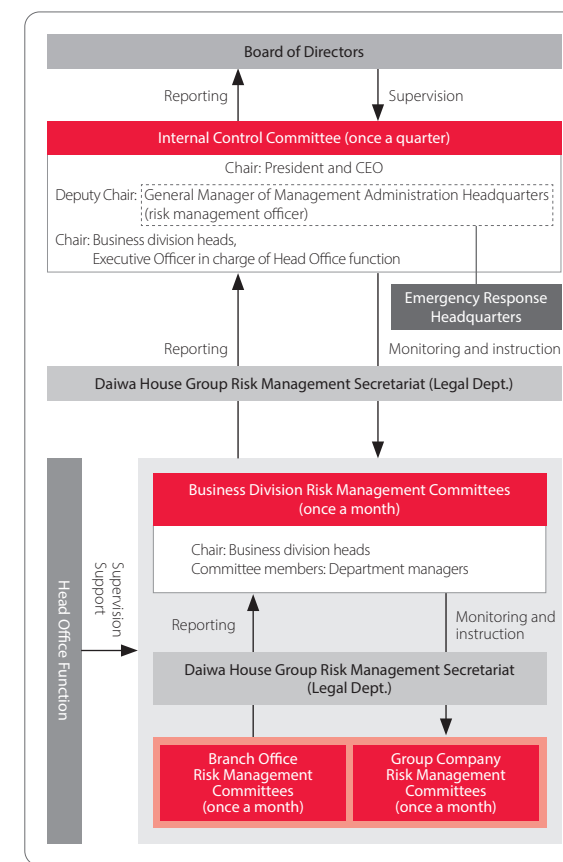 Board of Directors
Reporting
Supervision
Internal Control Committee (once a quarter)
Chair: President and CEO
Deputy Chair: General Manager of Management Administration Headquarters
(risk management officer)
Chair: Business division heads,
Executive Officer in charge of Head Office function
Emergency Response
Headquarters
Reporting
Monitoring and instruction
Daiwa House Group Risk Management Secretariat (Legal Dept.)
Head Office Function
Supervision
Support
Business Division Risk Management Committees
(once a month)
Chair: Business division heads
Committee members: Department managers
Reporting
Monitoring and
instruction
Daiwa House Group Risk Management Secretariat
(Legal Dept.)
Branch Office
Risk Management
Committees
(once a month)
Group Company
Risk Management
Committees
(once a month)